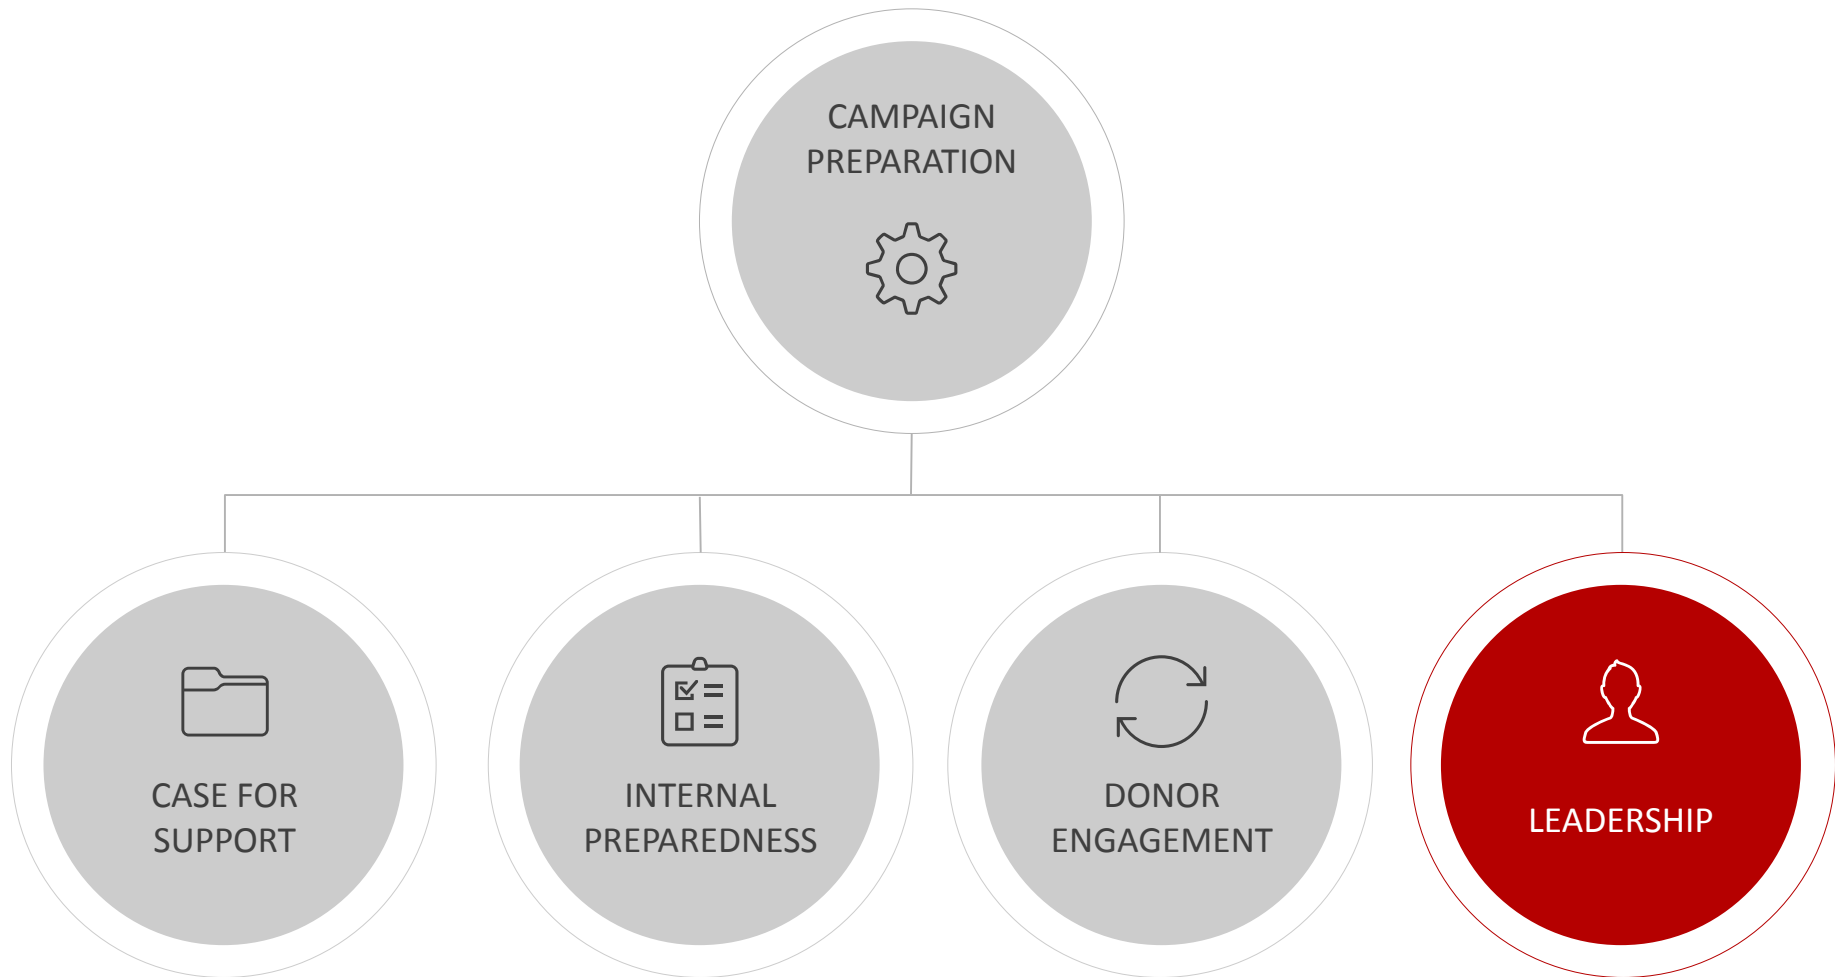 CAMPAIGN
PREPARATION
CASE FOR
SUPPORT
INTERNAL
PREPAREDNESS
DONOR
ENGAGEMENT
LEADERSHIP